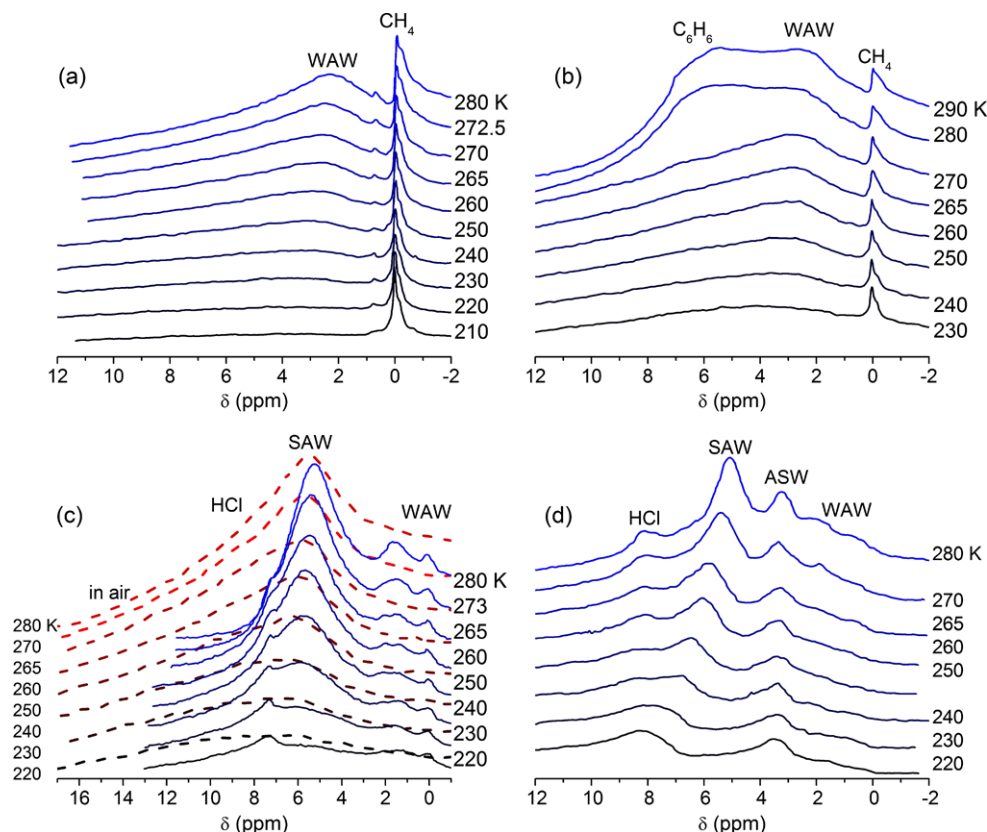 (a)
WAW
CH4
280 K
272.5
270
265
260
250
240
230
220
210
12 10 8 6 4 2 0 -2
δ (ppm)
(b)
C6H6
WAW
CH4
290 K
280
270
265
260
250
240
230
12 10 8 6 4 2 0 -2
δ (ppm)
(c)
SAW
HCl
WAW
in air
280 K
270
265
260
250
240
230
220
280 K
273
265
260
250
240
230
220
16 14 12 10 8 6 4 2 0
δ (ppm)
(d)
SAW
ASW
HCl
WAW
280 K
270
265
260
250
240
230
220
12 10 8 6 4 2 0 -2
δ (ppm)